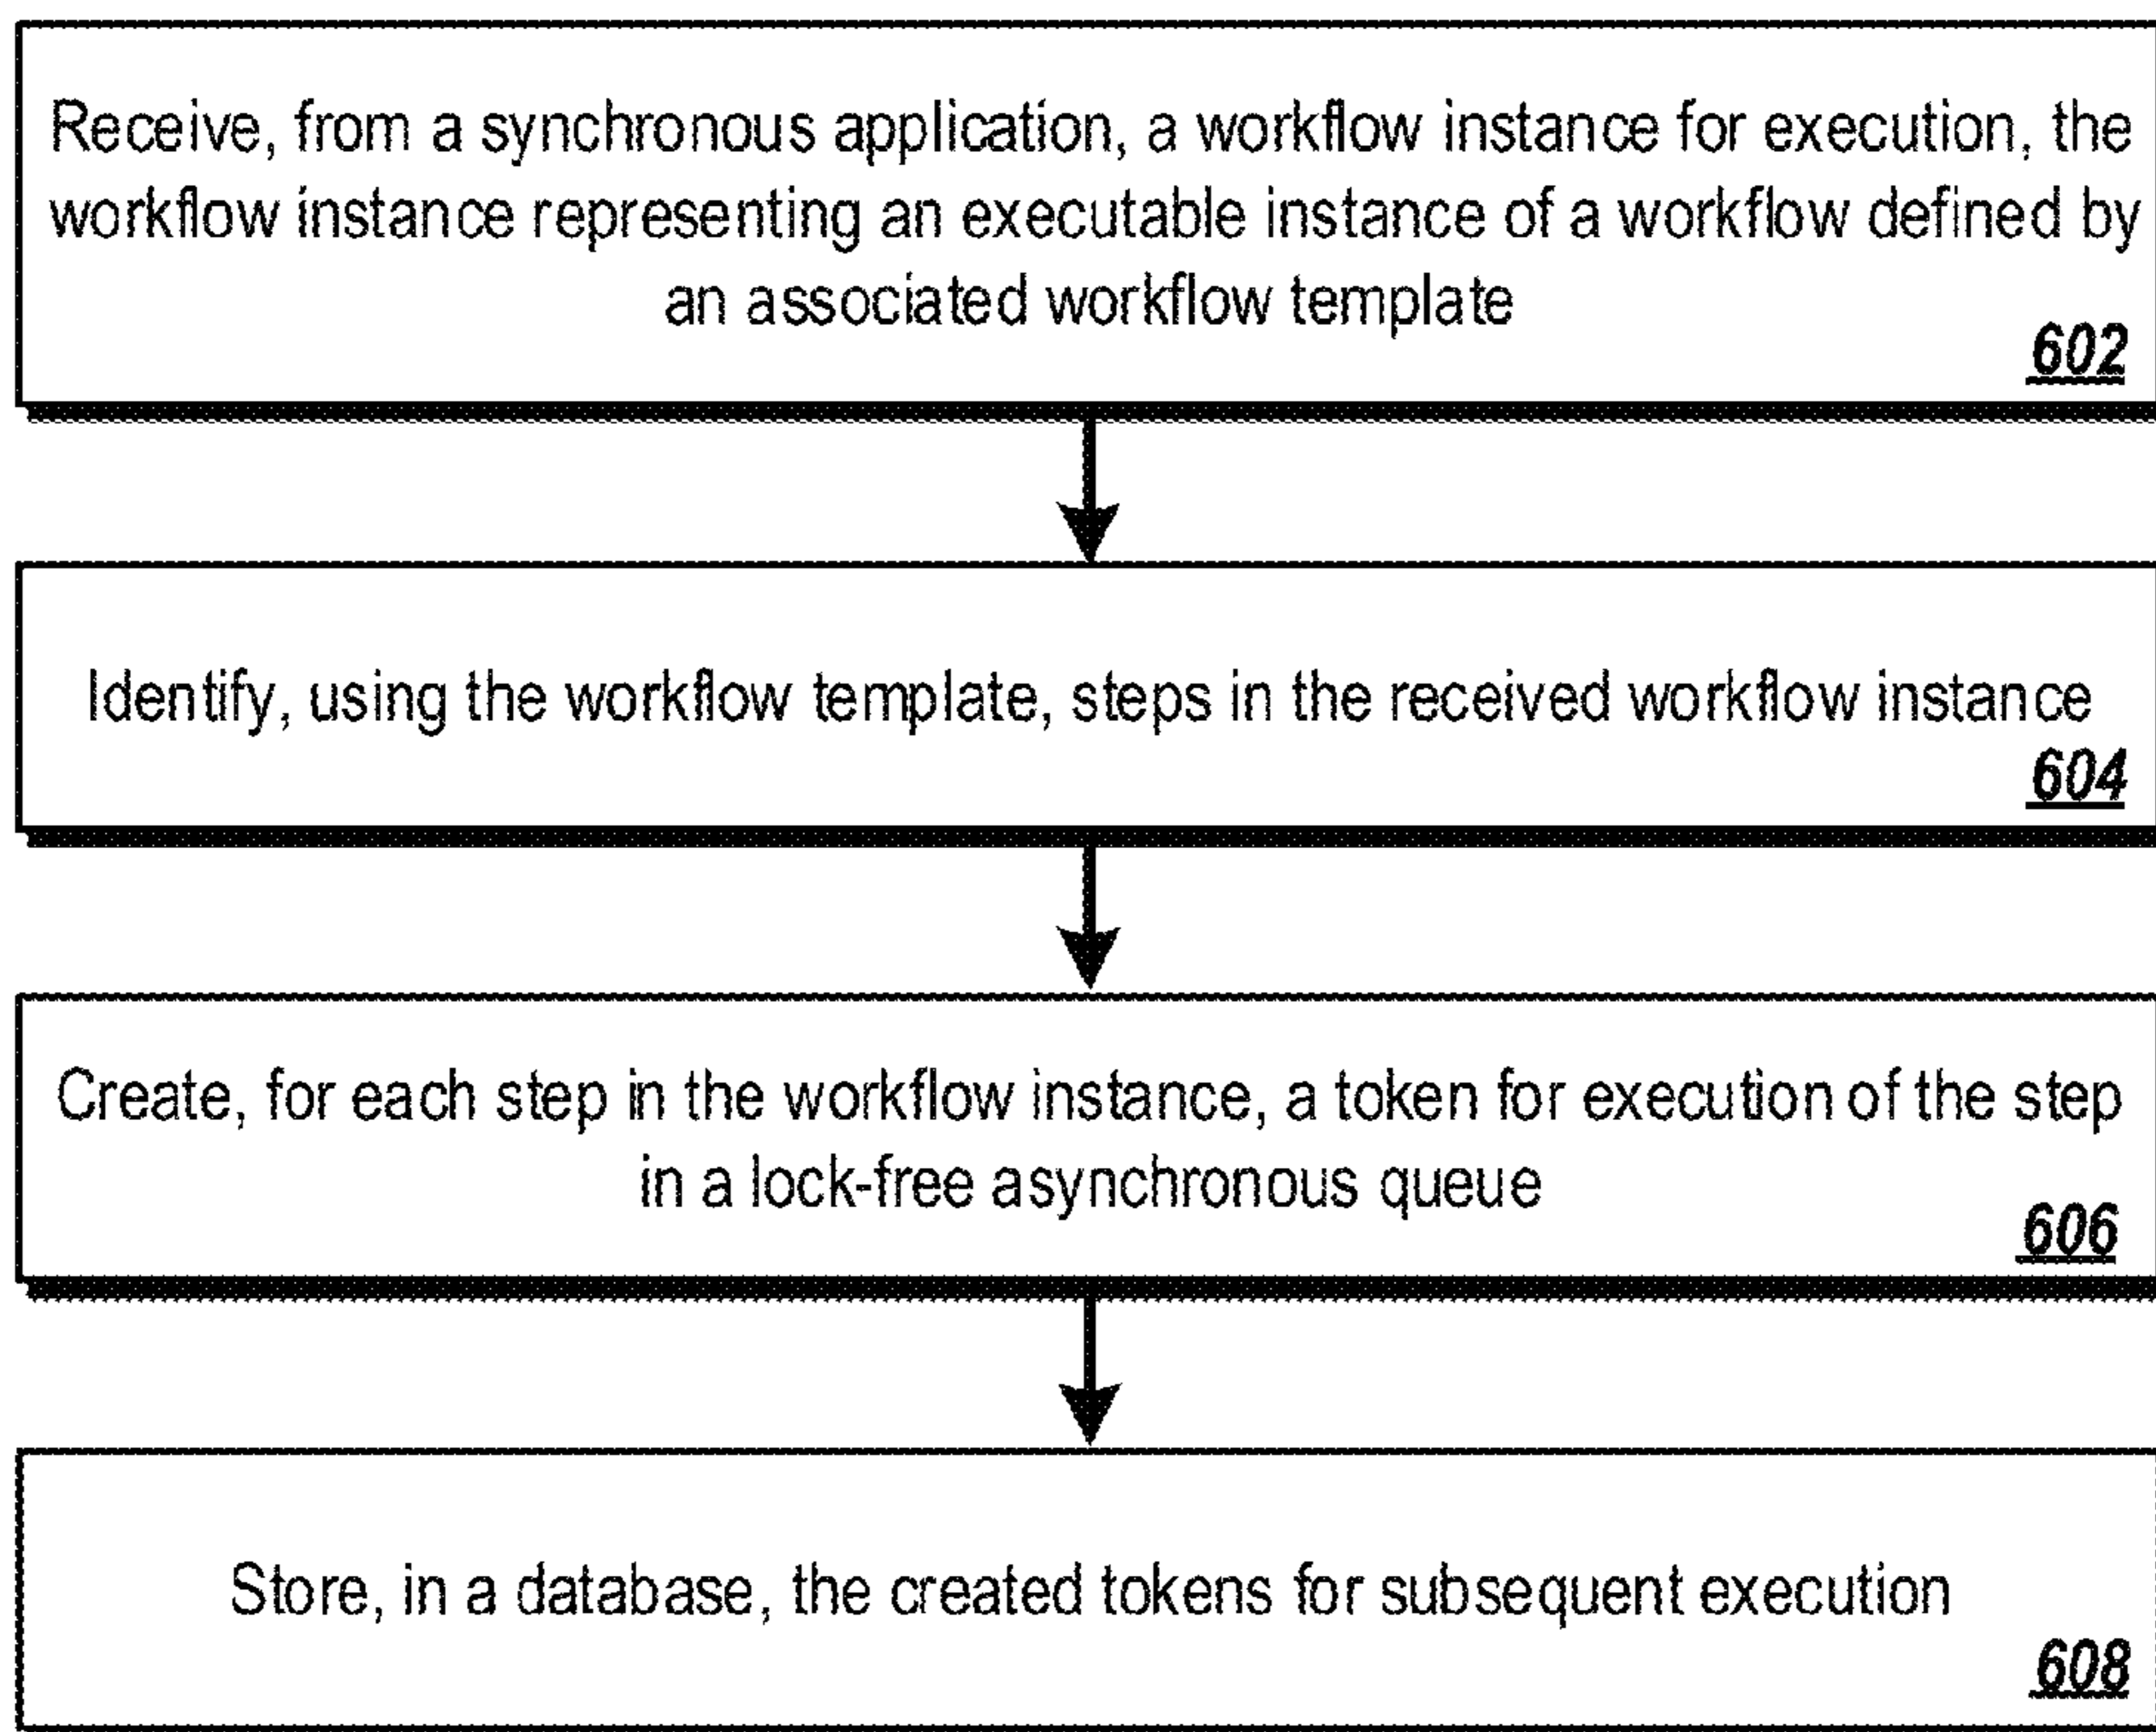 Receive, from a synchronous application, a workflow instance for execution, the
workflow instance representing an executable instance of a workflow defined by
an associated workflow template
602
Identify, using the workflow template, steps in the received workflow instance
604
Create, for each step in the workflow instance, a token for execution of the step
in a lock-free asynchronous queue
606
Store, in a database, the created tokens for subsequent execution
608